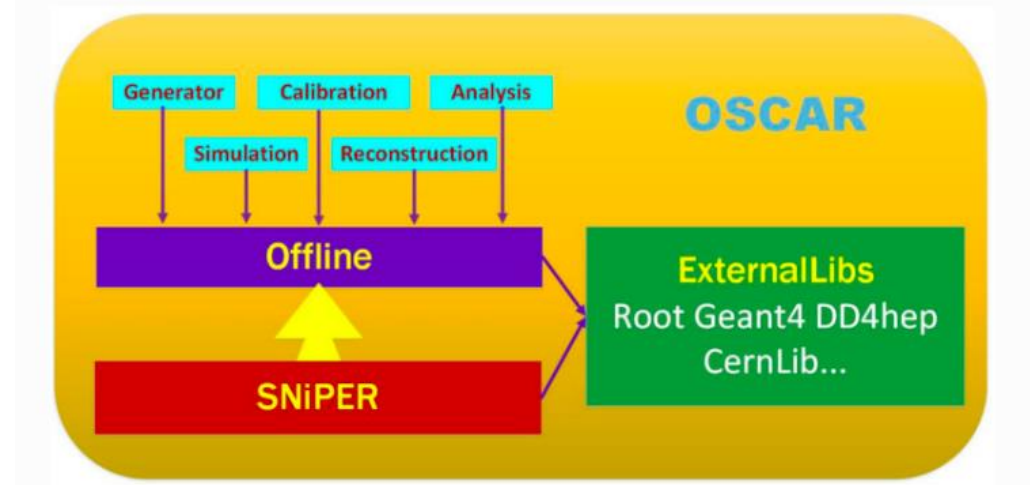 OSCAR
Generator Calibration Analysis
Simulation Reconstruction
Offline
SNiPER
ExternalLibs
Root Geant4 DD4hep
CernLib...